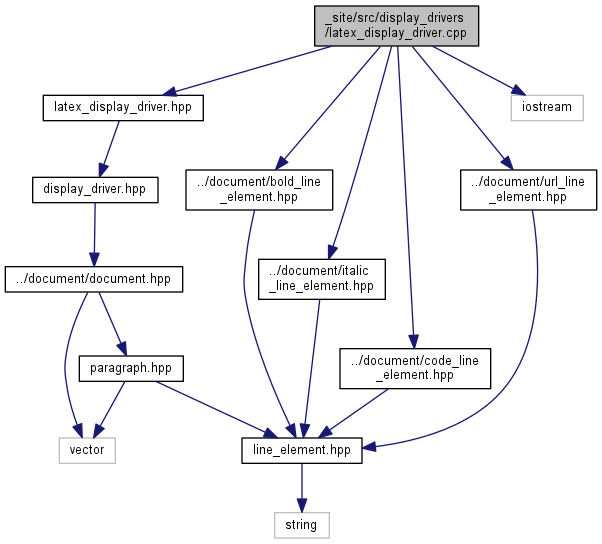 _site/src/display_drivers
/latex_display_driver.cpp
latex_display_driver.hpp
iostream
display_driver.hpp
../document/bold_line
_element.hpp
../document/url_line
_element.hpp
../document/document.hpp
../document/italic
_line_element.hpp
paragraph.hpp
../document/code_line
_element.hpp
vector
line_element.hpp
string